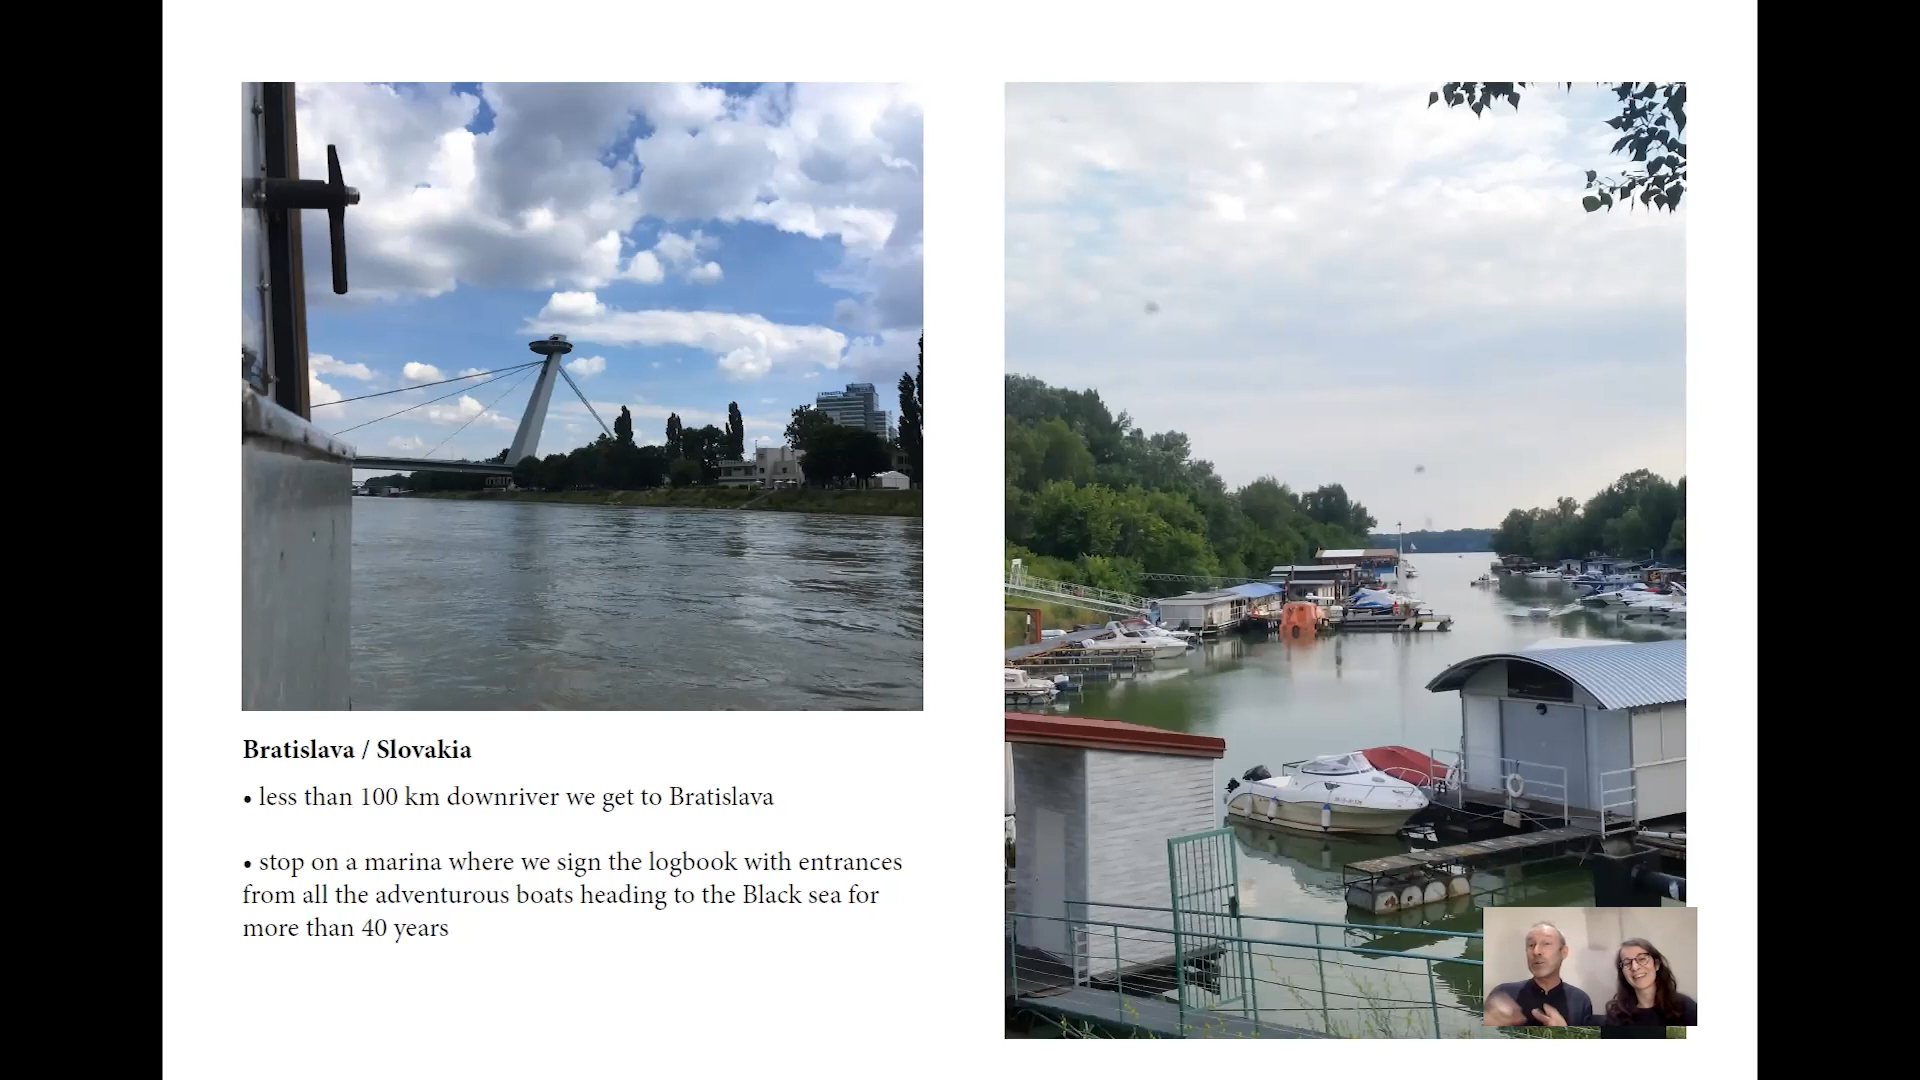 Bratislava / Slovakia
• less than 100 km downriver we get to Bratislava
• stop on a marina where we sign the logbook with entrances
from all the adventurous boats heading to the Black sea for
more than 40 years